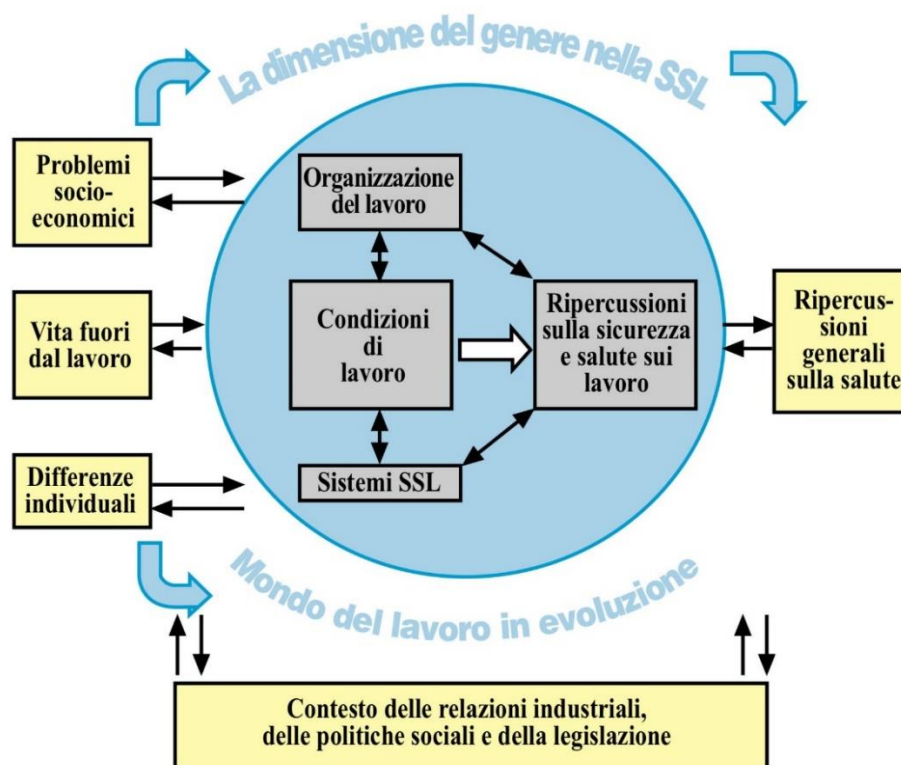 La dimensione del genere nella SSL
Problemi
socio-
economici
Organizzazione
del lavoro
Vita fuori
dal lavoro
Condizioni
di
lavoro
Ripercussioni
sulla sicurezza
e salute sui
lavoro
Ripercus-
sioni
generali
sulla salute
Differenze
individuali
Sistemi SSL
Mondo del lavoro in evoluzione
Contesto delle relazioni industriali,
delle politiche sociali e della legislazione